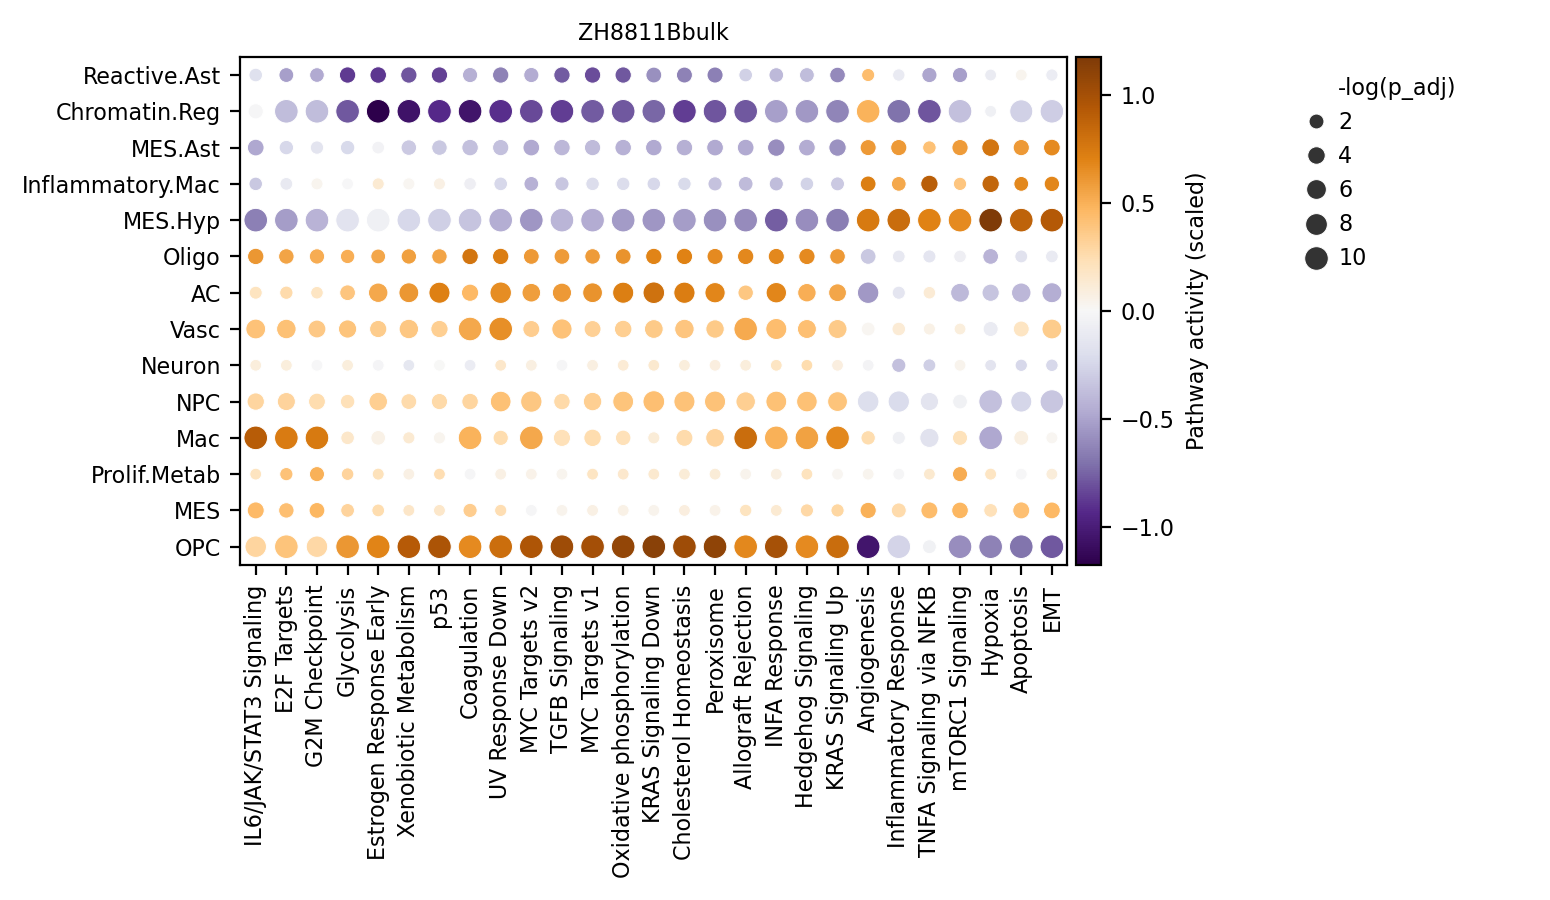 ZH8811Bbulk
Reactive.Ast
Chromatin.Reg
MES.Ast
Inflammatory.Mac
MES.Hyp
Oligo
AC
Vasc
Neuron
NPC
Mac
Prolif.Metab
MES
OPC
IL6/JAK/STAT3 Signaling
E2F Targets
G2M Checkpoint
Glycolysis
Estrogen Response Early
Xenobiotic Metabolism
p53
Coagulation
UV Response Down
MYC Targets v2
TGFB Signaling
MYC Targets v1
Oxidative phosphorylation
KRAS Signaling Down
Cholesterol Homeostasis
Peroxisome
Allograft Rejection
INFA Response
Hedgehog Signaling
KRAS Signaling Up
Angiogenesis
Inflammatory Response
TNFA Signaling via NFKB
mTORC1 Signaling
Hypoxia
Apoptosis
EMT
1.0
0.5
0.0
−0.5
−1.0
Pathway activity (scaled)
-log(p_adj)
2
4
6
8
10